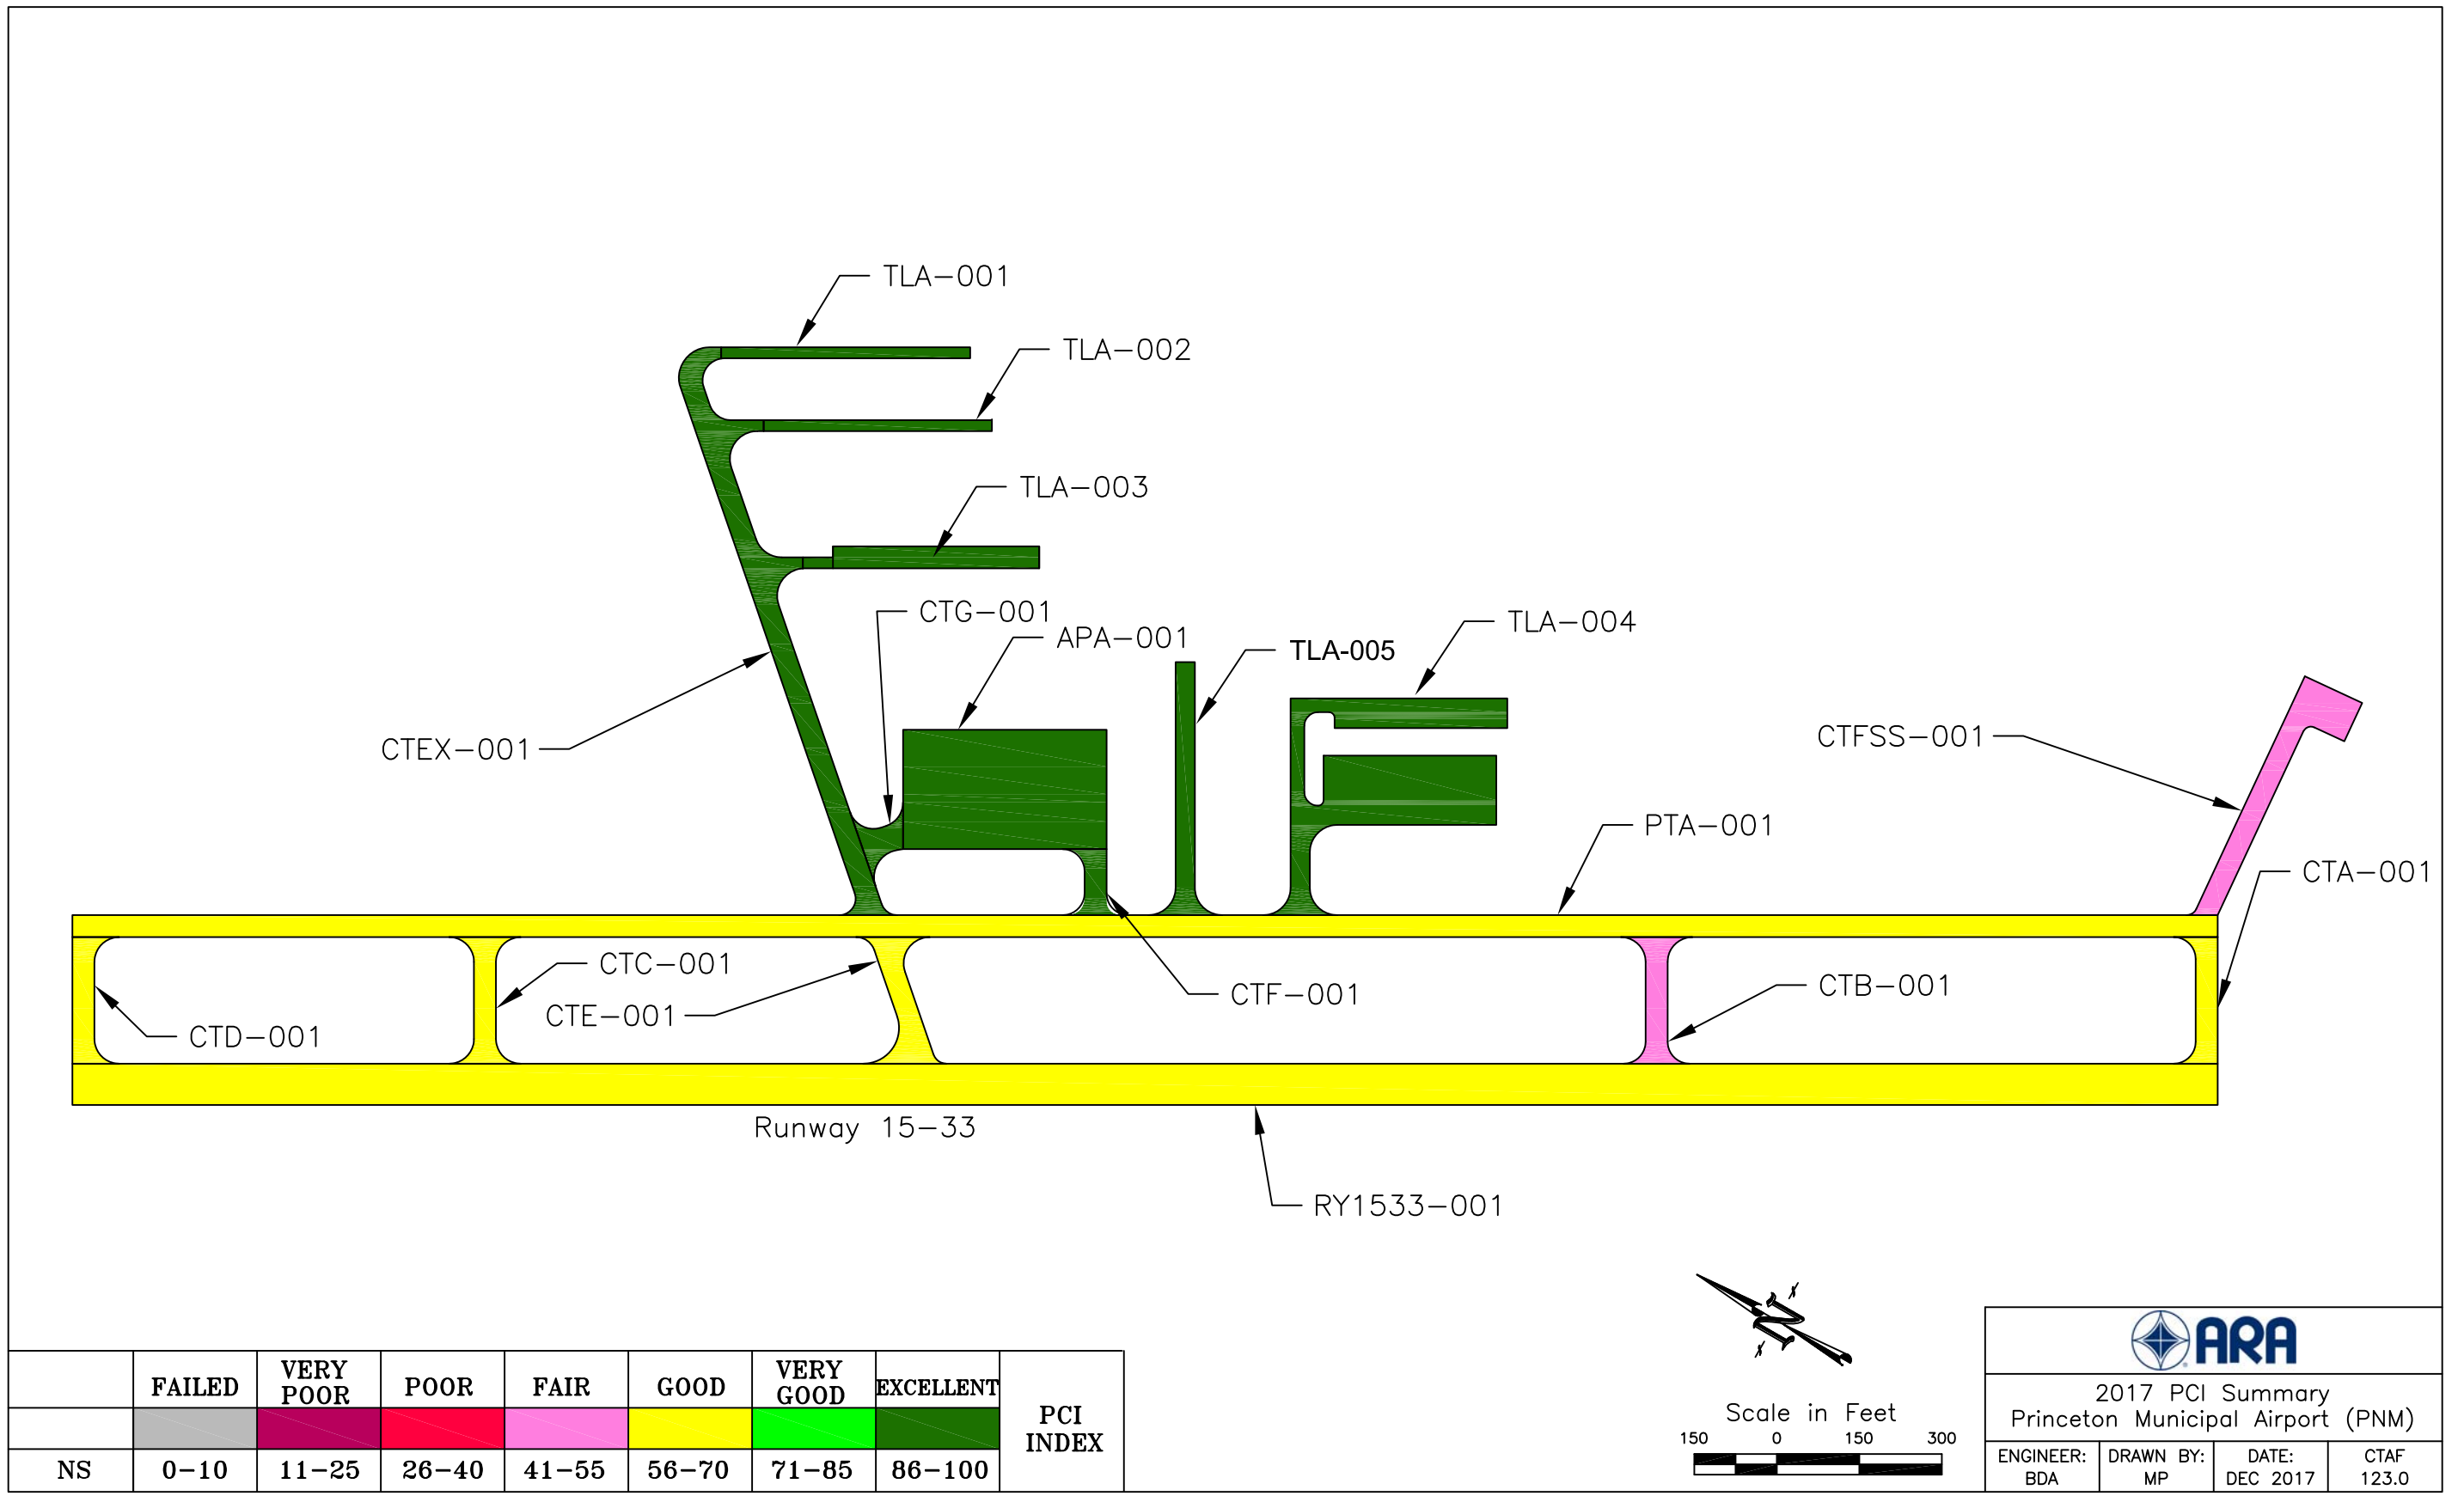 TLA-001
TLA-002
TLA-003
CTG-001
APA-001
TLA-005
TLA-004
CTEX-001
CTFSS-001
PTA-001
CTA-001
CTC-001
CTE-001
CTF-001
CTB-001
CTD-001
Runway 15-33
RY1533-001
FAILED
VERY
POOR
POOR
FAIR
GOOD
VERY
GOOD
EXCELLENT
PCI
INDEX
NS
0-10
11-25
26-40
41-55
56-70
71-85
86-100
N
Scale in Feet
150 0 150 300
ARA
2017 PCI Summary
Princeton Municipal Airport (PNM)
ENGINEER:
BDA
DRAWN BY:
MP
DATE:
DEC 2017
CTAF
123.0